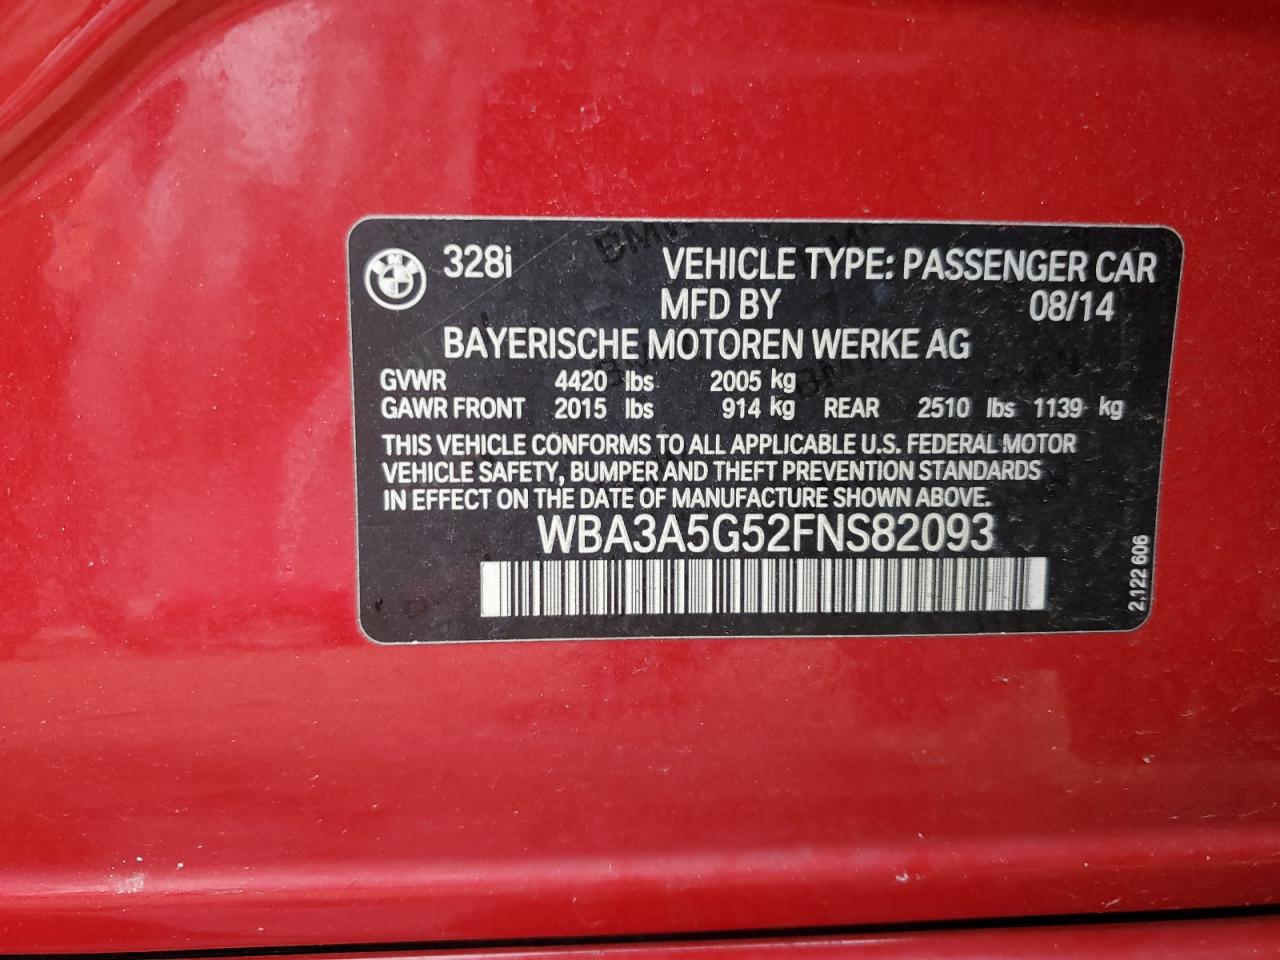 328i VEHICLE TYPE: PASSENGER CAR
MFD BY 08/14
BAYERISCHE MOTOREN WERKE AG
GVWR 4420 lbs 2005 kg
GAWR FRONT 2015 lbs 914 kg REAR 2510 lbs 1139 kg
THIS VEHICLE CONFORMS TO ALL APPLICABLE U.S. FEDERAL MOTOR
VEHICLE SAFETY, BUMPER AND THEFT PREVENTION STANDARDS
IN EFFECT ON THE DATE OF MANUFACTURE SHOWN ABOVE.
WBA3A5G52FNS82093
2.122 606
BMW